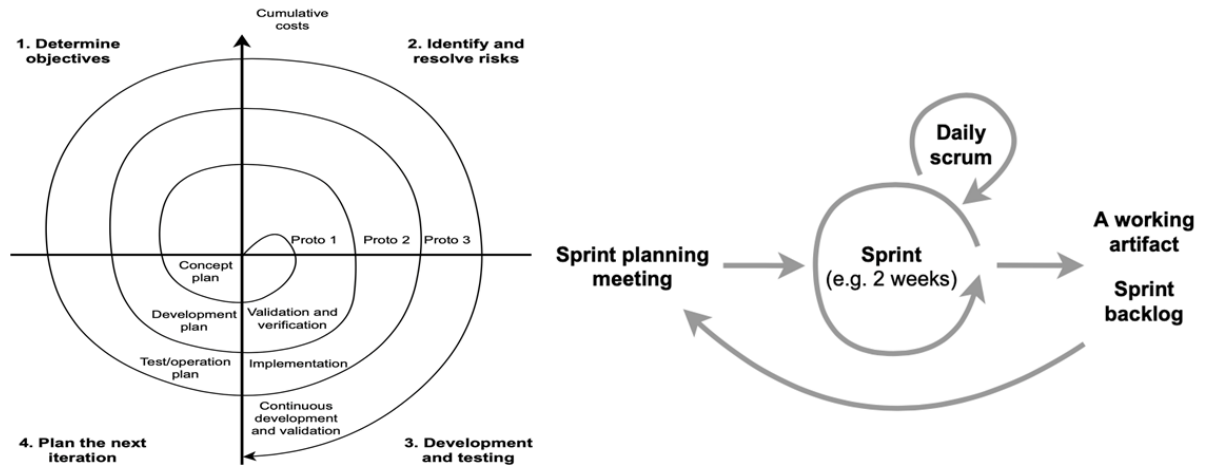 Cumulative
costs
1. Determine
objectives
2. Identify and
resolve risks
Proto 1
Proto 2
Proto 3
Concept
plan
Development
plan
Validation and
verification
Test/operation
plan
Implementation
Continuous
development
and validation
4. Plan the next
iteration
3. Development
and testing
Daily
scrum
Sprint planning
meeting
Sprint
(e.g. 2 weeks)
A working
artifact
Sprint
backlog